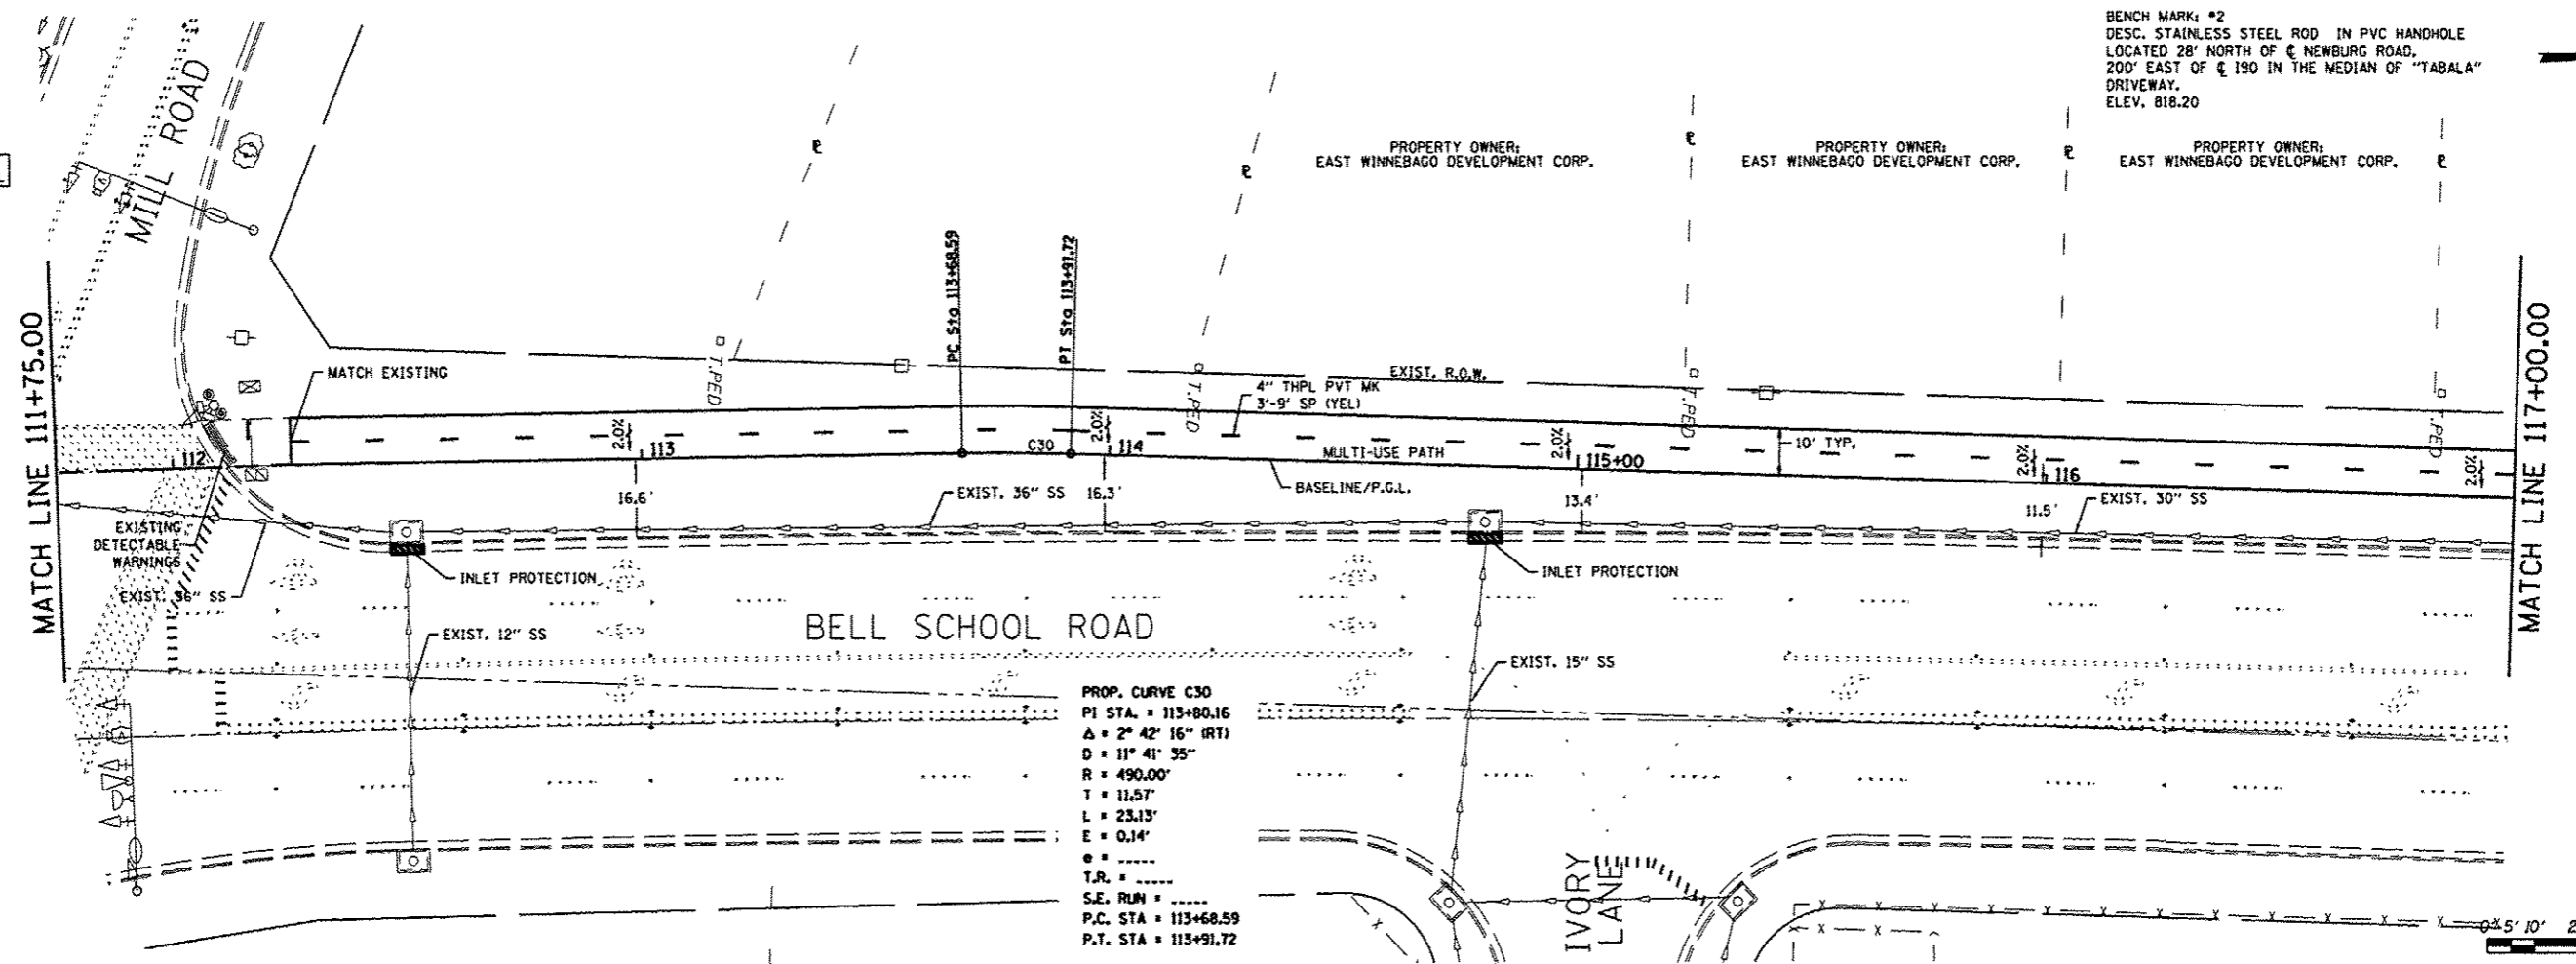 BENCH MARK: #2
DESC. STAINLESS STEEL ROD IN PVC HANDHOLE
LOCATED 28' NORTH OF ℄ NEWBURG ROAD,
200' EAST OF ℄ I90 IN THE MEDIAN OF "TABALA"
DRIVEWAY.
ELEV. 818.20
MILL ROAD
PROPERTY OWNER:
EAST WINNEBAGO DEVELOPMENT CORP.
PROPERTY OWNER:
EAST WINNEBAGO DEVELOPMENT CORP.
PROPERTY OWNER:
EAST WINNEBAGO DEVELOPMENT CORP.
PC Sta 113+68.59
PT Sta 113+91.72
MATCH LINE 111+75.00
MATCH LINE 117+00.00
MATCH EXISTING
T.PED
T.PED
T.PED
T.PED
EXIST. R.O.W.
4" THPL PVT MK
3'-9' SP (YEL)
2.0%
2.0%
2.0%
2.0%
2.0%
112
113
C30
114
MULTI-USE PATH
115+00
10' TYP.
116
BASELINE/P.G.L.
16.6'
EXIST. 36" SS
16.3'
13.4'
11.5'
EXIST. 30" SS
EXISTING
DETECTABLE
WARNINGS
EXIST. 36" SS
INLET PROTECTION
INLET PROTECTION
EXIST. 12" SS
BELL SCHOOL ROAD
EXIST. 15" SS
PROP. CURVE C30
PI STA. = 113+80.16
Δ = 2° 42' 16" (RT)
D = 11° 41' 35"
R = 490.00'
T = 11.57'
L = 23.13'
E = 0.14'
e = -----
T.R. = -----
S.E. RUN = -----
P.C. STA = 113+68.59
P.T. STA = 113+91.72
IVORY
LANE
5' 10'